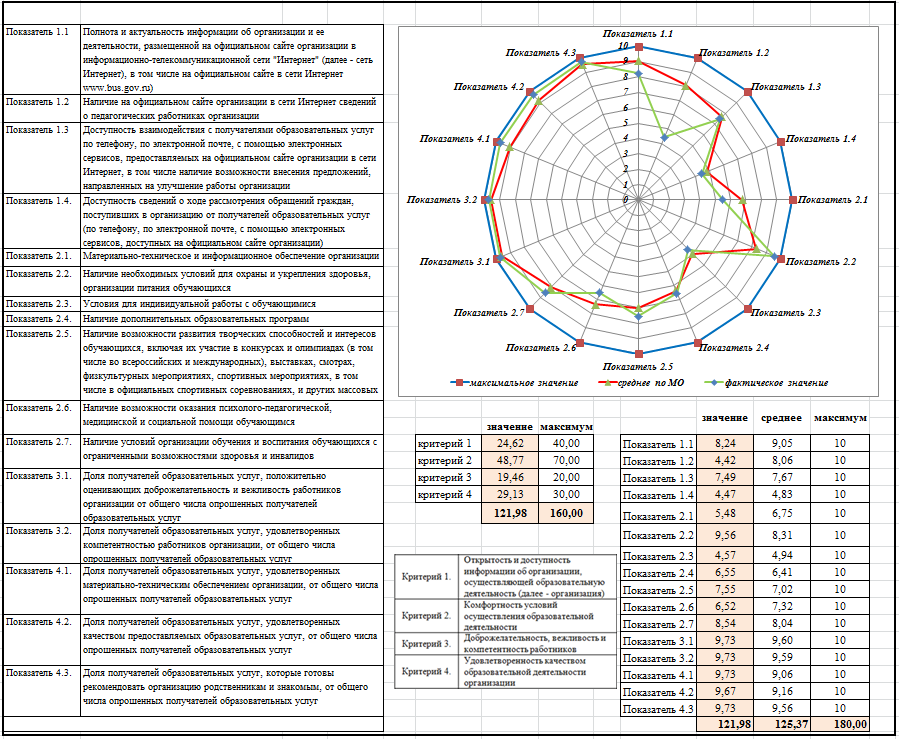 Показатель 1.1 Полнота и актуальность информации об организации и ее
деятельности, размещенной на официальном сайте организации в
информационно-телекоммуникационной сети "Интернет" (далее - сеть
Интернет), в том числе на официальном сайте в сети Интернет
www.bus.gov.ru)
Показатель 1.2 Наличие на официальном сайте организации в сети Интернет сведений
о педагогических работниках организации
Показатель 1.3 Доступность взаимодействия с получателями образовательных услуг
по телефону, по электронной почте, с помощью электронных
сервисов, предоставляемых на официальном сайте организации в сети
Интернет, в том числе наличие возможности внесения предложений,
направленных на улучшение работы организации
Показатель 1.4. Доступность сведений о ходе рассмотрения обращений граждан,
поступивших в организацию от получателей образовательных услуг
(по телефону, по электронной почте, с помощью электронных
сервисов, доступных на официальном сайте организации)
Показатель 2.1. Материально-техническое и информационное обеспечение организации
Показатель 2.2. Наличие необходимых условий для охраны и укрепления здоровья,
организации питания обучающихся
Показатель 2.3. Условия для индивидуальной работы с обучающимися
Показатель 2.4. Наличие дополнительных образовательных программ
Показатель 2.5. Наличие возможности развития творческих способностей и интересов
обучающихся, включая их участие в конкурсах и олимпиадах (в том
числе во всероссийских и международных), выставках, смотрах,
физкультурных мероприятиях, спортивных мероприятиях, в том
числе в официальных спортивных соревнованиях, и других массовых
Показатель 2.6. Наличие возможности оказания психолого-педагогической,
медицинской и социальной помощи обучающимся
Показатель 2.7. Наличие условий организации обучения и воспитания обучающихся с
ограниченными возможностями здоровья и инвалидов
Показатель 3.1. Доля получателей образовательных услуг, положительно
оценивающих доброжелательность и вежливость работников
организации от общего числа опрошенных получателей
образовательных услуг
Показатель 3.2. Доля получателей образовательных услуг, удовлетворенных
компетентностью работников организации, от общего числа
опрошенных получателей образовательных услуг
Показатель 4.1. Доля получателей образовательных услуг, удовлетворенных
материально-техническим обеспечением организации, от общего числа
опрошенных получателей образовательных услуг
Показатель 4.2. Доля получателей образовательных услуг, удовлетворенных
качеством предоставляемых образовательных услуг, от общего числа
опрошенных получателей образовательных услуг
Показатель 4.3. Доля получателей образовательных услуг, которые готовы
рекомендовать организацию родственникам и знакомым, от общего
числа опрошенных получателей образовательных услуг
Показатель 1.1
Показатель 1.2
Показатель 1.3
Показатель 1.4
Показатель 2.1
Показатель 2.2
Показатель 2.3
Показатель 2.4
Показатель 2.5
Показатель 2.6
Показатель 2.7
Показатель 3.1
Показатель 3.2
Показатель 4.1
Показатель 4.2
Показатель 4.3
10
9
8
7
6
5
4
3
2
1
0
максимальное значение среднее по МО фактическое значение
значение максимум
критерий 1 24,62 40,00
критерий 2 48,77 70,00
критерий 3 19,46 20,00
критерий 4 29,13 30,00
121,98 160,00
Критерий 1. Открытость и доступность
информации об организации,
осуществляющей образовательную
деятельность (далее - организация)
Критерий 2. Комфортность условий
осуществления образовательной
деятельности
Критерий 3. Доброжелательность, вежливость и
компетентность работников
Критерий 4. Удовлетворенность качеством
образовательной деятельности
организации
значение среднее максимум
Показатель 1.1 8,24 9,05 10
Показатель 1.2 4,42 8,06 10
Показатель 1.3 7,49 7,67 10
Показатель 1.4 4,47 4,83 10
Показатель 2.1 5,48 6,75 10
Показатель 2.2 9,56 8,31 10
Показатель 2.3 4,57 4,94 10
Показатель 2.4 6,55 6,41 10
Показатель 2.5 7,55 7,02 10
Показатель 2.6 6,52 7,32 10
Показатель 2.7 8,54 8,04 10
Показатель 3.1 9,73 9,60 10
Показатель 3.2 9,73 9,59 10
Показатель 4.1 9,73 9,06 10
Показатель 4.2 9,67 9,16 10
Показатель 4.3 9,73 9,56 10
121,98 125,37 180,00